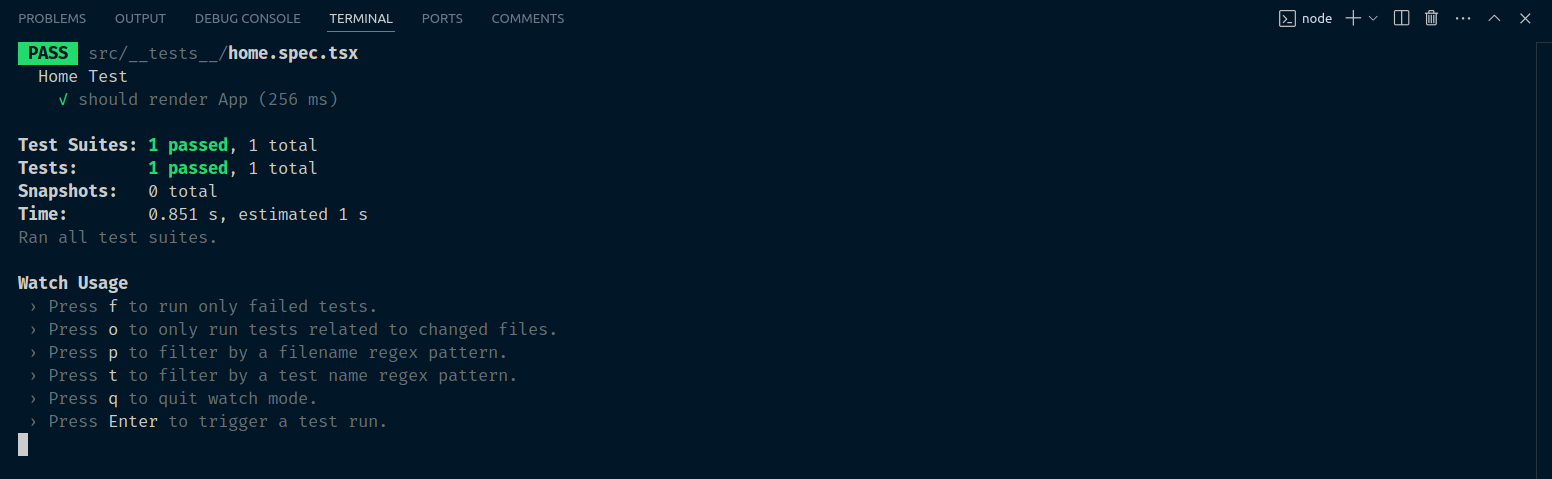 PROBLEMS OUTPUT DEBUG CONSOLE TERMINAL PORTS COMMENTS node
PASS src/__tests__/home.spec.tsx
Home Test
√ should render App (256 ms)
Test Suites: 1 passed, 1 total
Tests: 1 passed, 1 total
Snapshots: 0 total
Time: 0.851 s, estimated 1 s
Ran all test suites.
Watch Usage
› Press f to run only failed tests.
› Press o to only run tests related to changed files.
› Press p to filter by a filename regex pattern.
› Press t to filter by a test name regex pattern.
› Press q to quit watch mode.
› Press Enter to trigger a test run.